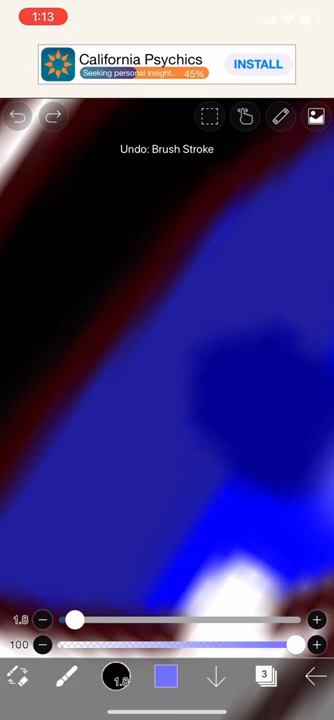 1:13
California Psychics
Seeking personal insight.. 45%
INSTALL
Undo: Brush Stroke
1.8
100
1.8
3